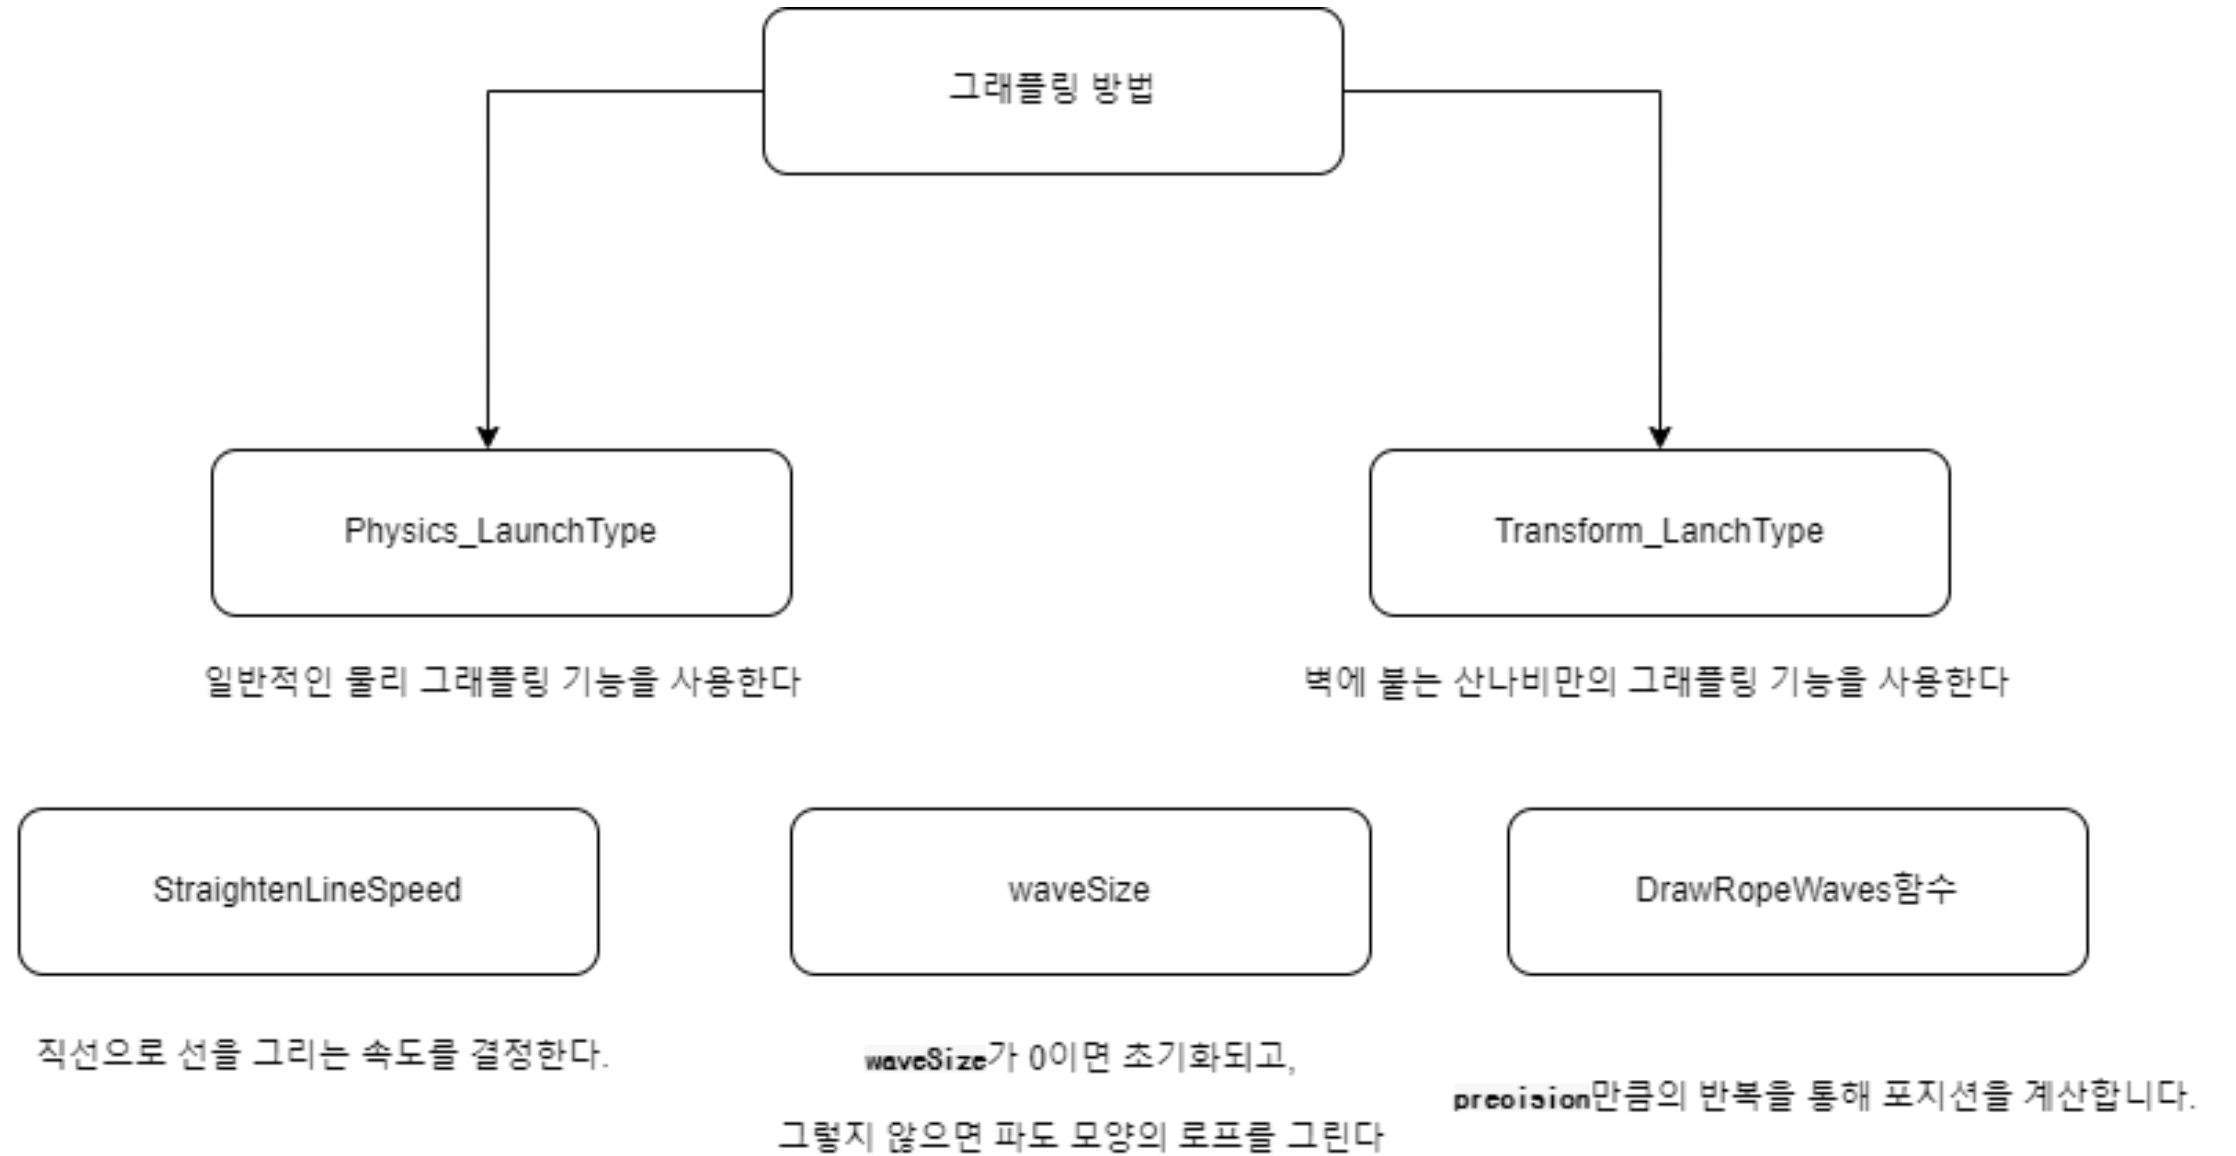 그래플링 방법
Physics_LaunchType
Transform_LanchType
일반적인 물리 그래플링 기능을 사용한다
벽에 붙는 산나비만의 그래플링 기능을 사용한다
StraightenLineSpeed
waveSize
DrawRopeWaves함수
직선으로 선을 그리는 속도를 결정한다.
waveSize가 0이면 초기화되고,
그렇지 않으면 파도 모양의 로프를 그린다
precision만큼의 반복을 통해 포지션을 계산합니다.